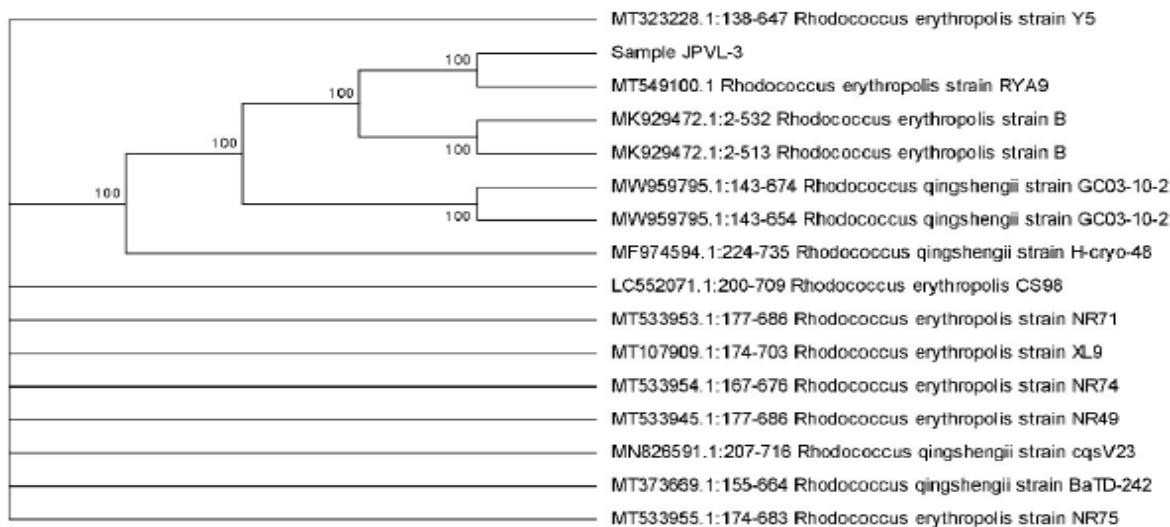 MT323228.1:138-647 Rhodococcus erythropolis strain Y5
Sample JPVL-3
100
MT549100.1 Rhodococcus erythropolis strain RYA9
100
MK929472.1:2-532 Rhodococcus erythropolis strain B
100
MK929472.1:2-513 Rhodococcus erythropolis strain B
100
MW959795.1:143-674 Rhodococcus qingshengii strain GC03-10-2
100
MW959795.1:143-654 Rhodococcus qingshengii strain GC03-10-2
100
MF974594.1:224-735 Rhodococcus qingshengii strain H-cryo-48
LC552071.1:200-709 Rhodococcus erythropolis CS98
MT533953.1:177-686 Rhodococcus erythropolis strain NR71
MT107909.1:174-703 Rhodococcus erythropolis strain XL9
MT533954.1:167-676 Rhodococcus erythropolis strain NR74
MT533945.1:177-686 Rhodococcus erythropolis strain NR49
MN826591.1:207-716 Rhodococcus qingshengii strain cqsV23
MT373669.1:155-664 Rhodococcus qingshengii strain BaTD-242
MT533955.1:174-683 Rhodococcus erythropolis strain NR75